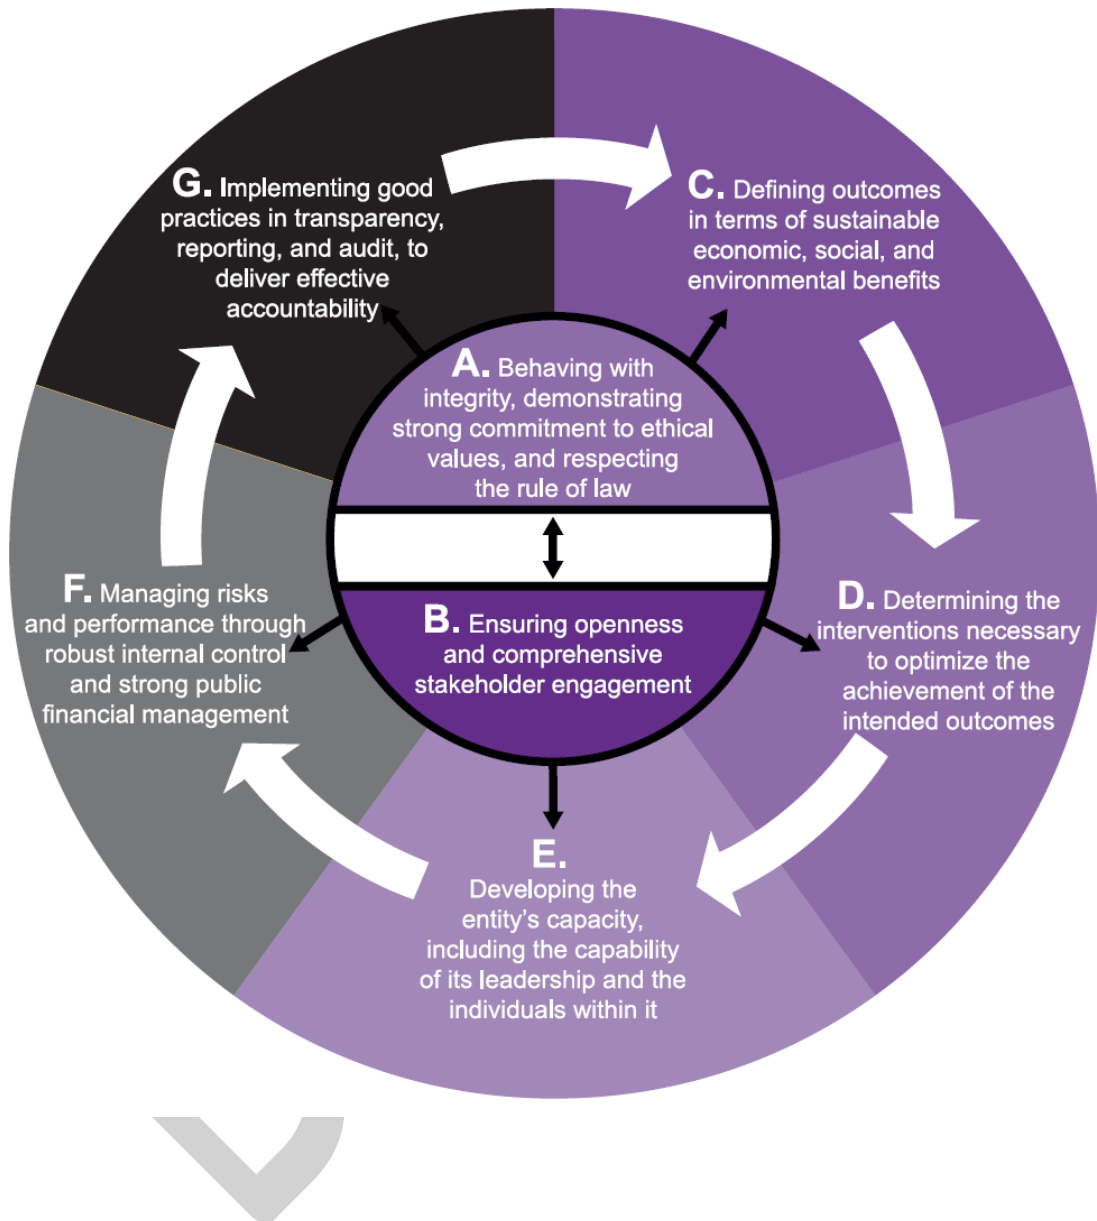 A. Behaving with
integrity, demonstrating
strong commitment to ethical
values, and respecting
the rule of law
B. Ensuring openness
and comprehensive
stakeholder engagement
C. Defining outcomes
in terms of sustainable
economic, social, and
environmental benefits
D. Determining the
interventions necessary
to optimize the
achievement of the
intended outcomes
E.
Developing the
entity’s capacity,
including the capability
of its leadership and the
individuals within it
F. Managing risks
and performance through
robust internal control
and strong public
financial management
G. Implementing good
practices in transparency,
reporting, and audit, to
deliver effective
accountability